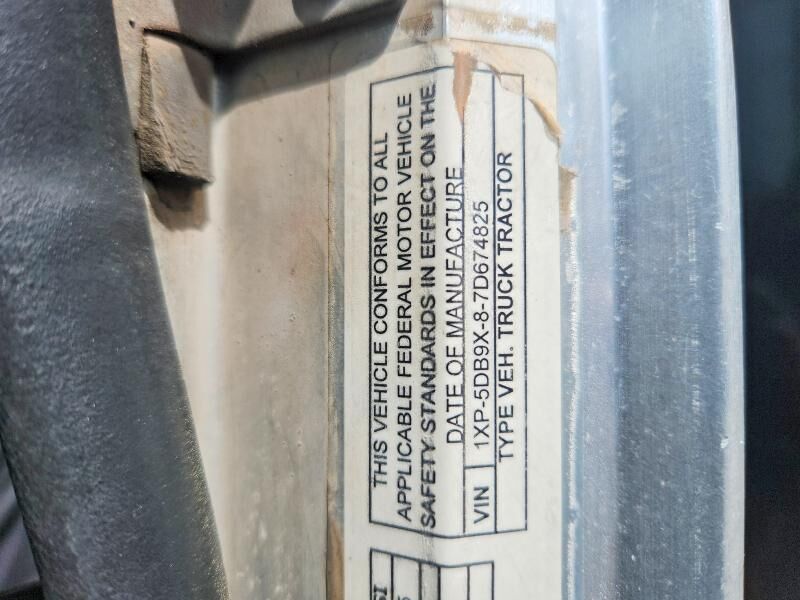 THIS VEHICLE CONFORMS TO ALL
APPLICABLE FEDERAL MOTOR VEHICLE
SAFETY STANDARDS IN EFFECT ON THE
DATE OF MANUFACTURE
VIN 1XP-5DB9X-8-7D674825
TYPE VEH. TRUCK TRACTOR